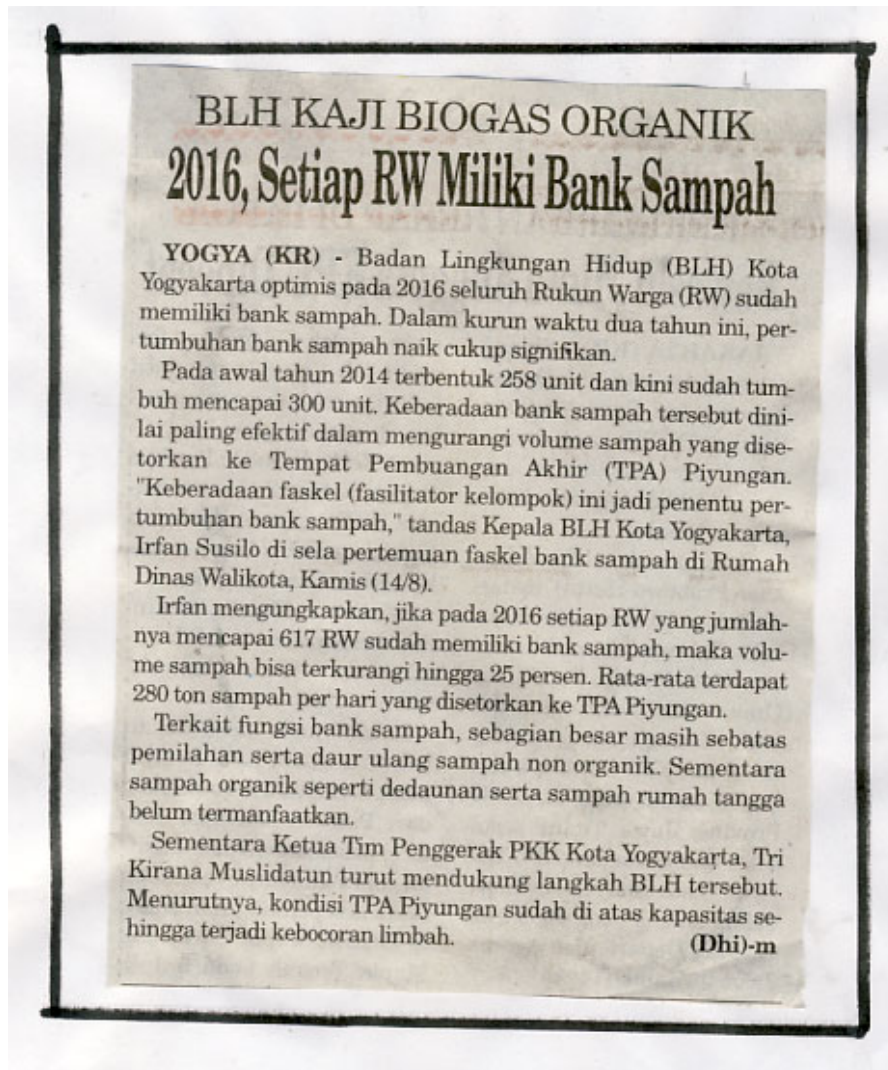 BLH KAJI BIOGAS ORGANIK
2016, Setiap RW Miliki Bank Sampah
YOGYA (KR) - Badan Lingkungan Hidup (BLH) Kota
Yogyakarta optimis pada 2016 seluruh Rukun Warga (RW) sudah
memiliki bank sampah. Dalam kurun waktu dua tahun ini, per-
tumbuhan bank sampah naik cukup signifikan.
Pada awal tahun 2014 terbentuk 258 unit dan kini sudah tum-
buh mencapai 300 unit. Keberadaan bank sampah tersebut dini-
lai paling efektif dalam mengurangi volume sampah yang dise-
torkan ke Tempat Pembuangan Akhir (TPA) Piyungan.
"Keberadaan faskel (fasilitator kelompok) ini jadi penentu per-
tumbuhan bank sampah," tandas Kepala BLH Kota Yogyakarta,
Irfan Susilo di sela pertemuan faskel bank sampah di Rumah
Dinas Walikota, Kamis (14/8).
Irfan mengungkapkan, jika pada 2016 setiap RW yang jumlah-
nya mencapai 617 RW sudah memiliki bank sampah, maka volu-
me sampah bisa terkurangi hingga 25 persen. Rata-rata terdapat
280 ton sampah per hari yang disetorkan ke TPA Piyungan.
Terkait fungsi bank sampah, sebagian besar masih sebatas
pemilahan serta daur ulang sampah non organik. Sementara
sampah organik seperti dedaunan serta sampah rumah tangga
belum termanfaatkan.
Sementara Ketua Tim Penggerak PKK Kota Yogyakarta, Tri
Kirana Muslidatun turut mendukung langkah BLH tersebut.
Menurutnya, kondisi TPA Piyungan sudah di atas kapasitas se-
hingga terjadi kebocoran limbah. (Dhi)-m